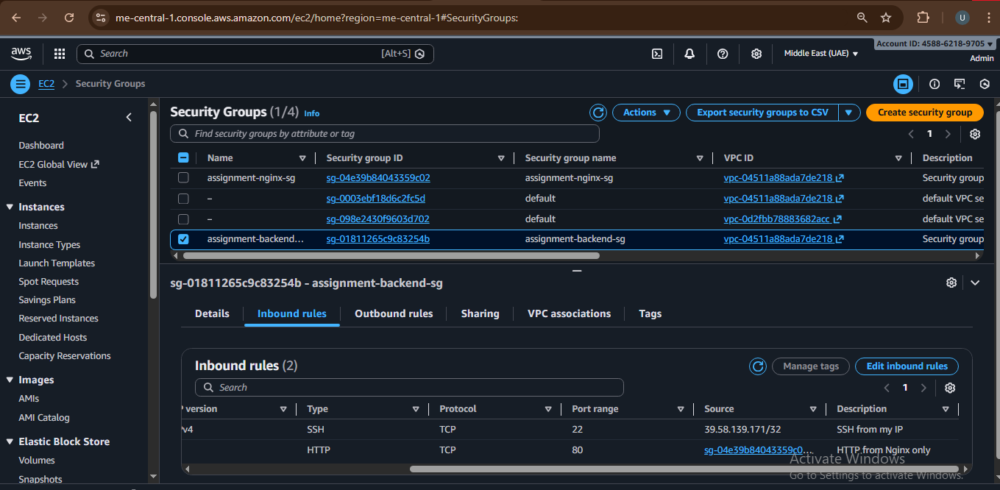 me-central-1.console.aws.amazon.com/ec2/home?region=me-central-1#SecurityGroups:
U
aws
Search [Alt+S]
Middle East (UAE)
Account ID: 4588-6218-9705
Admin
EC2 Security Groups
EC2
Dashboard
EC2 Global View
Events
Instances
Instances
Instance Types
Launch Templates
Spot Requests
Savings Plans
Reserved Instances
Dedicated Hosts
Capacity Reservations
Images
AMIs
AMI Catalog
Elastic Block Store
Volumes
Snapshots
Security Groups (1/4) Info
Actions
Export security groups to CSV
Create security group
Find security groups by attribute or tag
1
Name Security group ID Security group name VPC ID Description
assignment-nginx-sg sg-04e39b84043359c02 assignment-nginx-sg vpc-04511a88ada7de218 Security group
– sg-0003ebf18d6c2fc5d default vpc-04511a88ada7de218 default VPC se
– sg-098e2430f9603d702 default vpc-0d2fbb78883682acc default VPC se
assignment-backend... sg-01811265c9c83254b assignment-backend-sg vpc-04511a88ada7de218 Security group
sg-01811265c9c83254b - assignment-backend-sg
Details Inbound rules Outbound rules Sharing VPC associations Tags
Inbound rules (2)
Manage tags
Edit inbound rules
Search
1
version Type Protocol Port range Source Description
v4 SSH TCP 22 39.58.139.171/32 SSH from my IP
HTTP TCP 80 sg-04e39b84043359c0... HTTP from Nginx only
Activate Windows
Go to Settings to activate Windows.